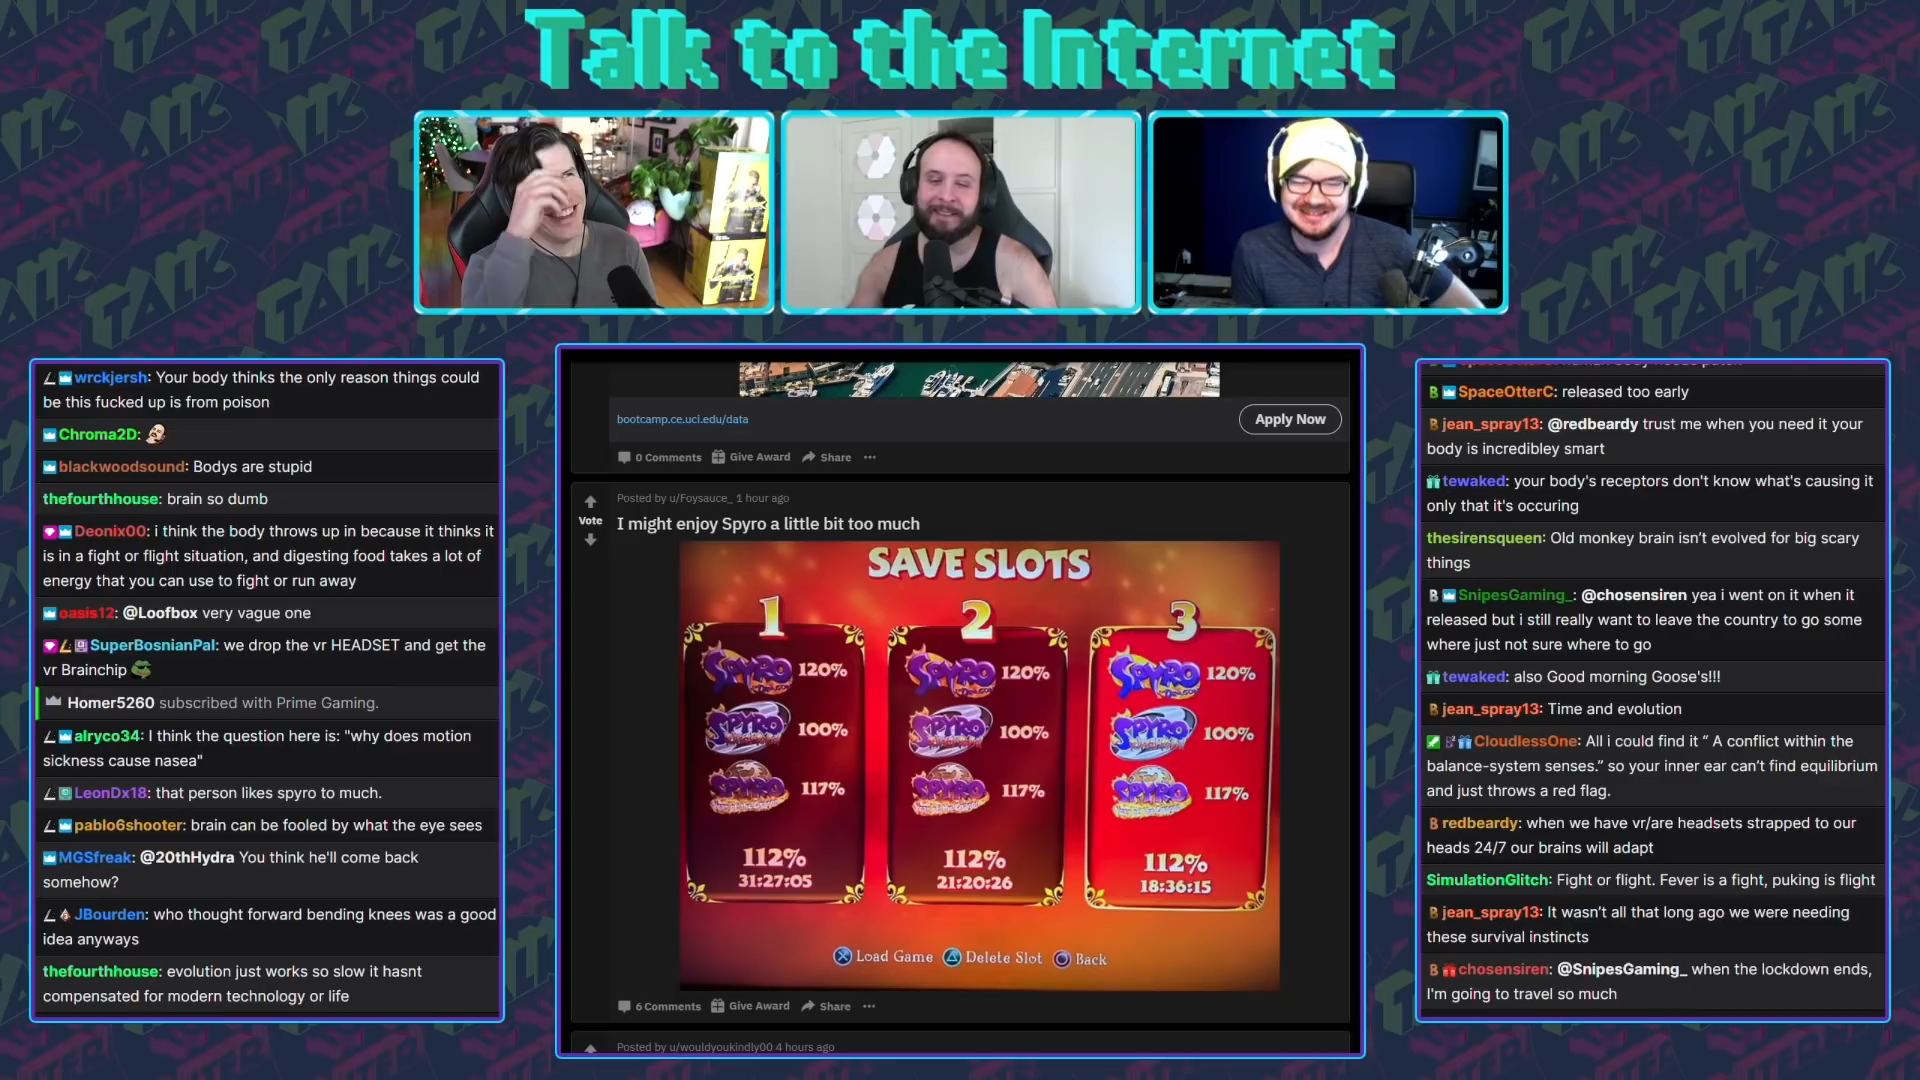 Talk to the Internet
wrckjersh: Your body thinks the only reason things could
be this fucked up is from poison
Chroma2D:
blackwoodsound: Bodys are stupid
thefourthhouse: brain so dumb
Deonix00: i think the body throws up in because it thinks it
is in a fight or flight situation, and digesting food takes a lot of
energy that you can use to fight or run away
oasis12: @Loofbox very vague one
SuperBosnianPal: we drop the vr HEADSET and get the
vr Brainchip
Homer5260 subscribed with Prime Gaming.
alryco34: I think the question here is: "why does motion
sickness cause nasea"
LeonDx18: that person likes spyro to much.
pablo6shooter: brain can be fooled by what the eye sees
MGSfreak: @20thHydra You think he'll come back
somehow?
JBourden: who thought forward bending knees was a good
idea anyways
thefourthhouse: evolution just works so slow it hasnt
compensated for modern technology or life
bootcamp.ce.uci.edu/data
Apply Now
0 Comments Give Award Share ...
Posted by u/Foysauce_ 1 hour ago
Vote
I might enjoy Spyro a little bit too much
SAVE SLOTS
1 2 3
SPYRO 120% SPYRO 120% SPYRO 120%
SPYRO 100% SPYRO 100% SPYRO 100%
SPYRO 117% SPYRO 117% SPYRO 117%
112% 112% 112%
31:27:05 21:20:26 18:36:15
Load Game Delete Slot Back
6 Comments Give Award Share ...
Posted by u/wouldyoukindly00 4 hours ago
SpaceOtterC: released too early
jean_spray13: @redbeardy trust me when you need it your
body is incredibley smart
tewaked: your body's receptors don't know what's causing it
only that it's occuring
thesirensqueen: Old monkey brain isn't evolved for big scary
things
SnipesGaming_: @chosensiren yea i went on it when it
released but i still really want to leave the country to go some
where just not sure where to go
tewaked: also Good morning Goose's!!!
jean_spray13: Time and evolution
CloudlessOne: All i could find it “ A conflict within the
balance-system senses.” so your inner ear can't find equilibrium
and just throws a red flag.
redbeardy: when we have vr/are headsets strapped to our
heads 24/7 our brains will adapt
SimulationGlitch: Fight or flight. Fever is a fight, puking is flight
jean_spray13: It wasn't all that long ago we were needing
these survival instincts
chosensiren: @SnipesGaming_ when the lockdown ends,
I'm going to travel so much